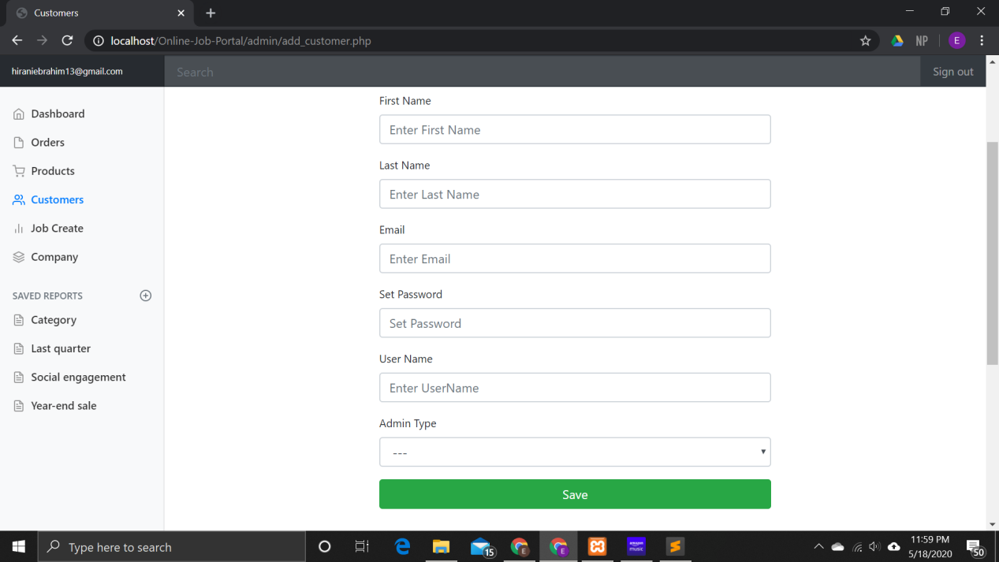 Customers
localhost/Online-Job-Portal/admin/add_customer.php
NP
E
hiraniebrahim13@gmail.com
Search
Sign out
Dashboard
Orders
Products
Customers
Job Create
Company
SAVED REPORTS
Category
Last quarter
Social engagement
Year-end sale
First Name
Enter First Name
Last Name
Enter Last Name
Email
Enter Email
Set Password
Set Password
User Name
Enter UserName
Admin Type
---
Save
Type here to search
15
E
E
amazon
music
11:59 PM
5/18/2020
50